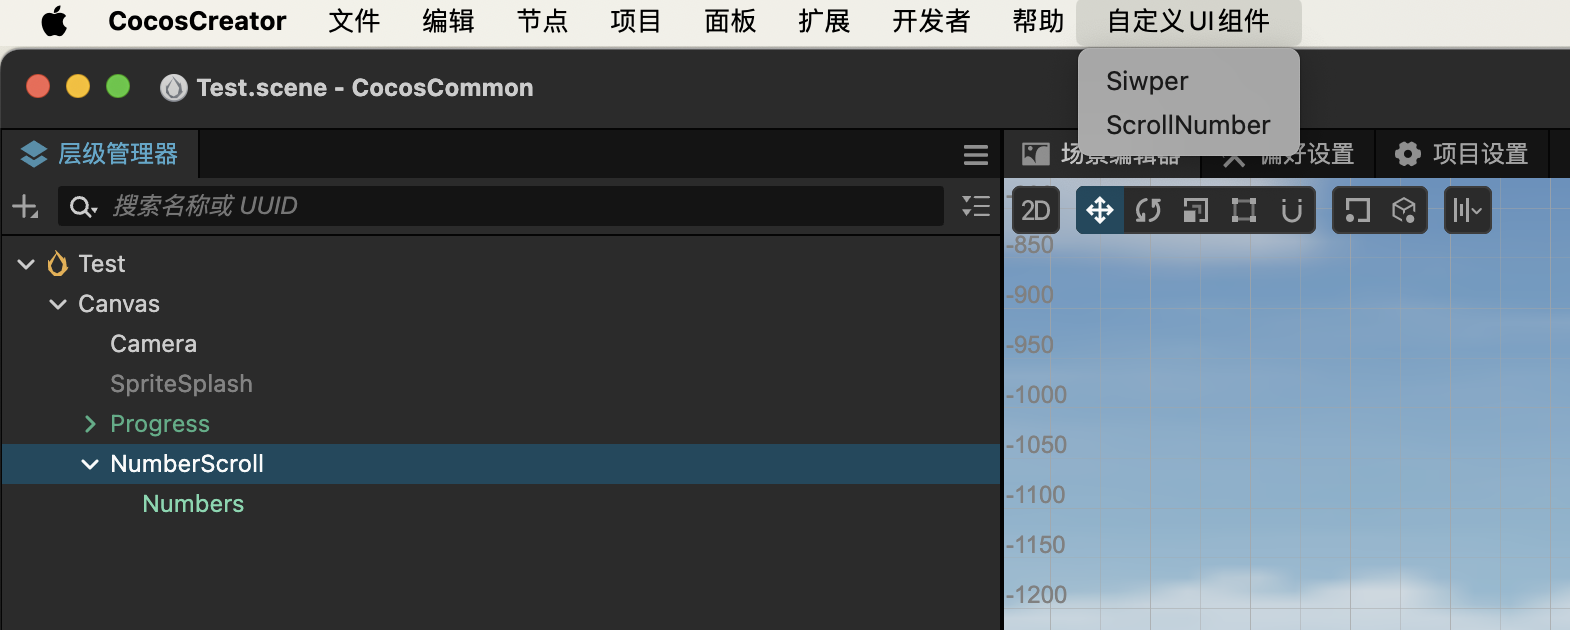 CocosCreator 文件 编辑 节点 项目 面板 扩展 开发者 帮助 自定义UI组件
Siwper
ScrollNumber
Test.scene - CocosCommon
层级管理器
场景编辑器 偏好设置 项目设置
搜索名称或 UUID
2D
Test
Canvas
Camera
SpriteSplash
Progress
NumberScroll
Numbers
-850
-900
-950
-1000
-1050
-1100
-1150
-1200